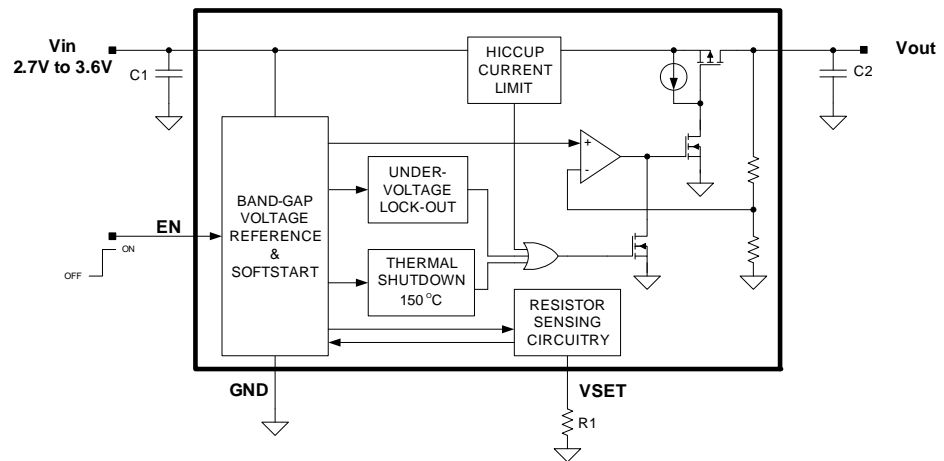 Vin
2.7V to 3.6V
C1
HICCUP
CURRENT
LIMIT
C2
Vout
+
-
UNDER-
VOLTAGE
LOCK-OUT
BAND-GAP
VOLTAGE
REFERENCE
&
SOFTSTART
EN
ON
OFF
THERMAL
SHUTDOWN
150 °C
RESISTOR
SENSING
CIRCUITRY
GND
VSET
R1